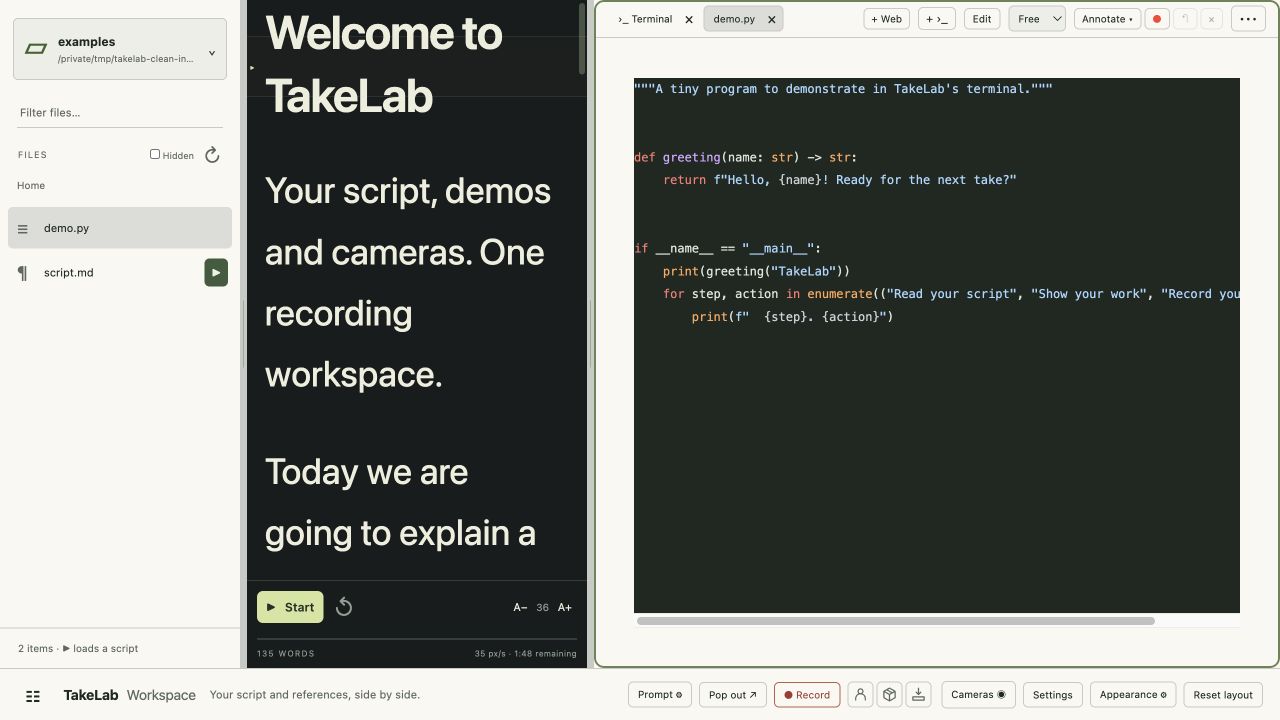 examples
/private/tmp/takelab-clean-in...
Filter files...
FILES
Hidden
Home
demo.py
script.md
2 items · ▶ loads a script
Welcome to
TakeLab
Your script, demos
and cameras. One
recording
workspace.
Today we are
going to explain a
Start
A− 36 A+
135 WORDS
35 px/s · 1:48 remaining
>_ Terminal
demo.py
+ Web
+ >_
Edit
Free
Annotate
"""A tiny program to demonstrate in TakeLab's terminal."""
def greeting(name: str) -> str:
    return f"Hello, {name}! Ready for the next take?"
if __name__ == "__main__":
    print(greeting("TakeLab"))
    for step, action in enumerate(("Read your script", "Show your work", "Record you
        print(f"  {step}. {action}")
TakeLab Workspace
Your script and references, side by side.
Prompt
Pop out ↗
Record
Cameras
Settings
Appearance
Reset layout